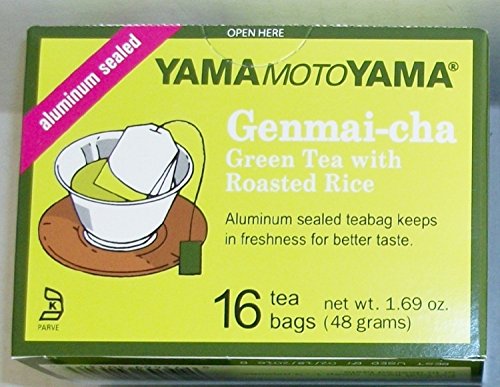 OPEN HERE
aluminum sealed
YAMAMOTOYAMA®
Genmai-cha
Green Tea with
Roasted Rice
Aluminum sealed teabag keeps
in freshness for better taste.
16 tea bags
net wt. 1.69 oz.
(48 grams)
K
PARVE